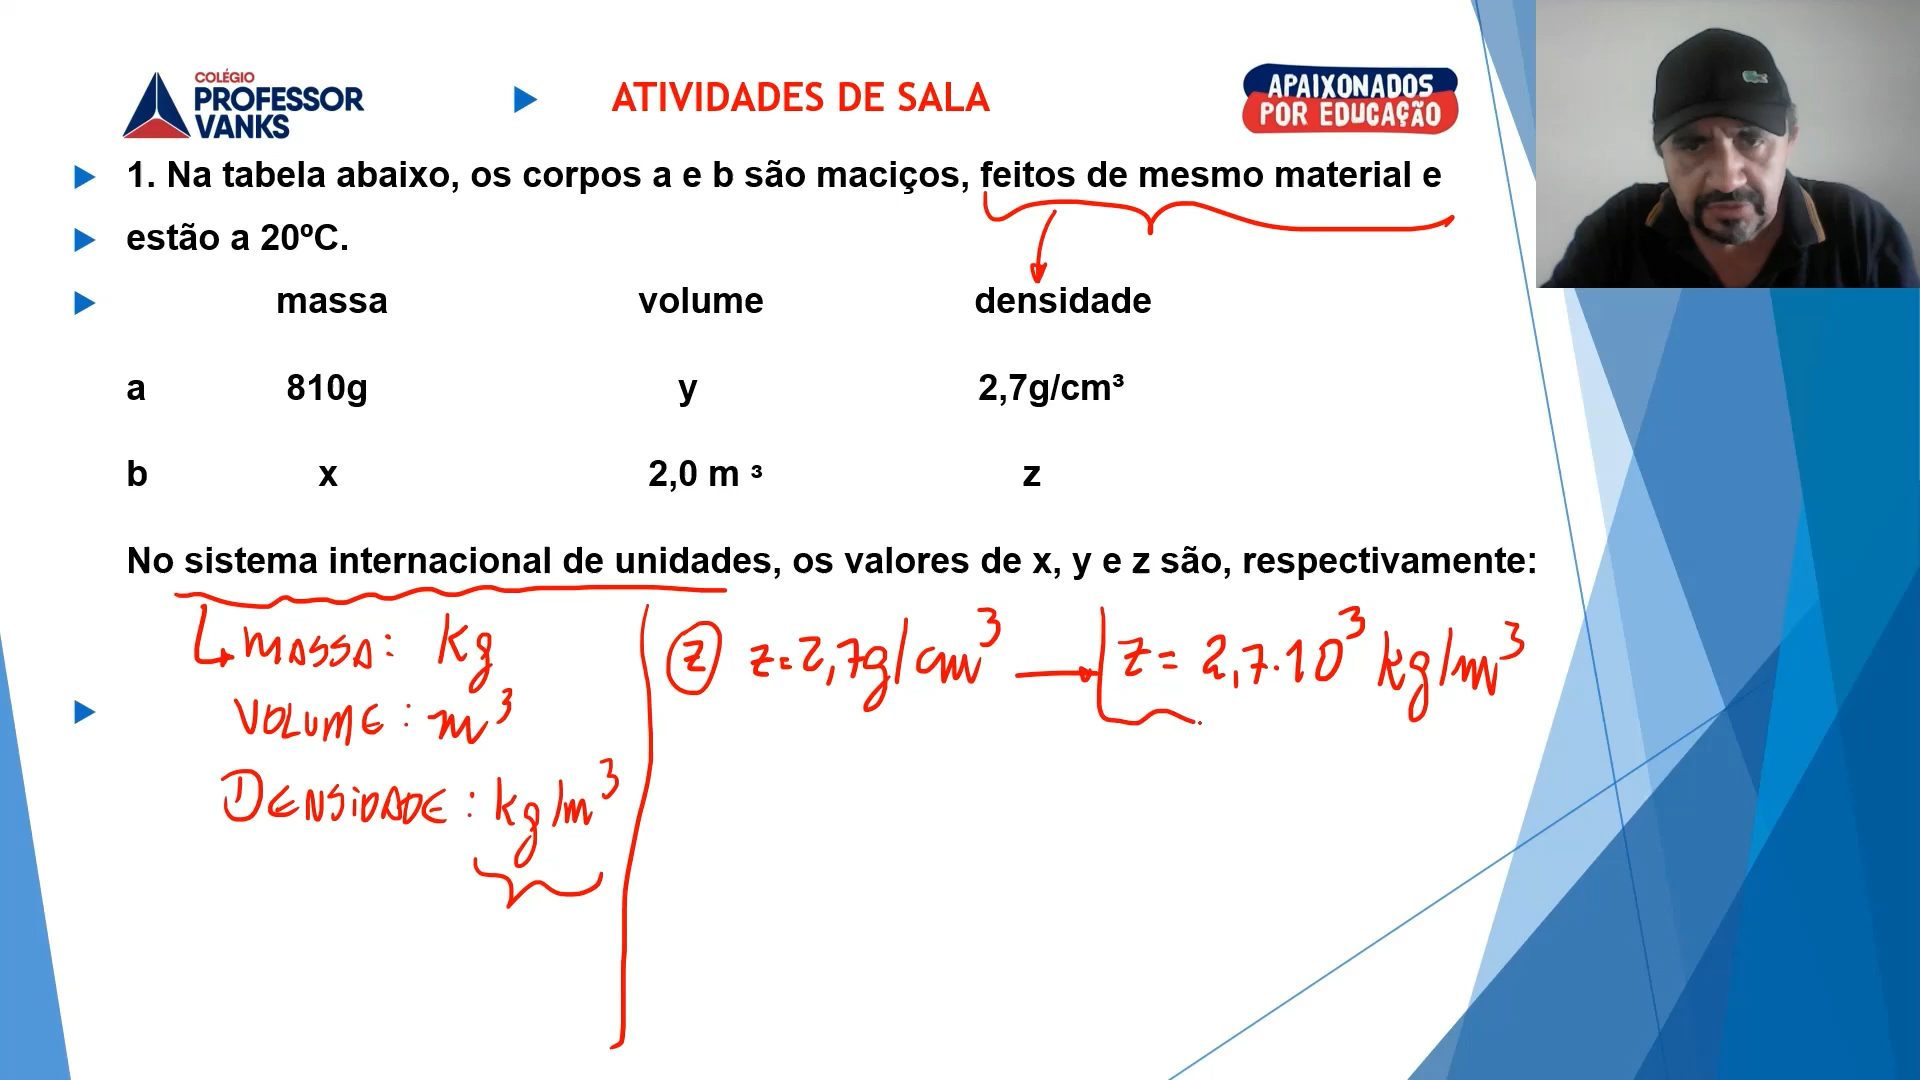 COLÉGIO
PROFESSOR
VANKS
ATIVIDADES DE SALA
APAIXONADOS
POR EDUCAÇÃO
1. Na tabela abaixo, os corpos a e b são maciços, feitos de mesmo material e
estão a 20ºC.
massa volume densidade
a 810g y 2,7g/cm³
b x 2,0 m ³ z
No sistema internacional de unidades, os valores de x, y e z são, respectivamente:
MASSA: kg
VOLUME: m³
DENSIDADE: kg/m³
z z=2,7g/cm³ z= 2,7.10³ kg/m³